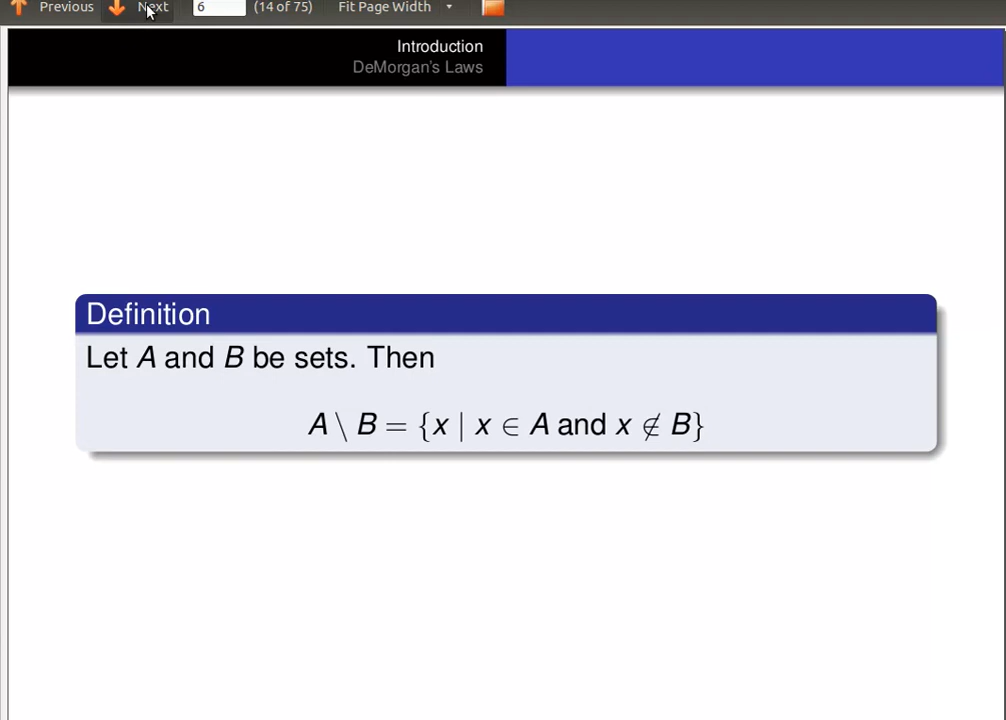 Previous Next 6 (14 of 75) Fit Page Width
Introduction
DeMorgan's Laws
Definition
Let A and B be sets. Then
A \ B = {x | x ∈ A and x ∉ B}